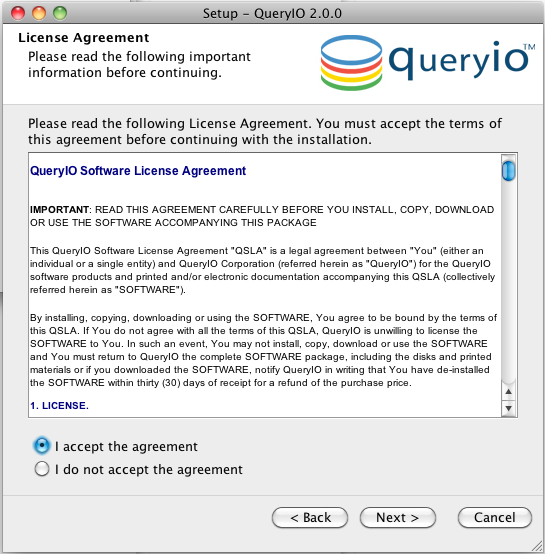 Setup – QueryIO 2.0.0
License Agreement
Please read the following important
information before continuing.
queryio™
Please read the following License Agreement. You must accept the terms of
this agreement before continuing with the installation.
QueryIO Software License Agreement
IMPORTANT: READ THIS AGREEMENT CAREFULLY BEFORE YOU INSTALL, COPY, DOWNLOAD
OR USE THE SOFTWARE ACCOMPANYING THIS PACKAGE
This QueryIO Software License Agreement "QSLA" is a legal agreement between "You" (either an
individual or a single entity) and QueryIO Corporation (referred herein as "QueryIO") for the QueryIO
software products and printed and/or electronic documentation accompanying this QSLA (collectively
referred herein as "SOFTWARE").
By installing, copying, downloading or using the SOFTWARE, You agree to be bound by the terms of
this QSLA. If You do not agree with all the terms of this QSLA, QueryIO is unwilling to license the
SOFTWARE to You. In such an event, You may not install, copy, download or use the SOFTWARE
and You must return to QueryIO the complete SOFTWARE package, including the disks and printed
materials or if you downloaded the SOFTWARE, notify QueryIO in writing that You have de-installed
the SOFTWARE within thirty (30) days of receipt for a refund of the purchase price.
1. LICENSE.
I accept the agreement
I do not accept the agreement
< Back
Next >
Cancel